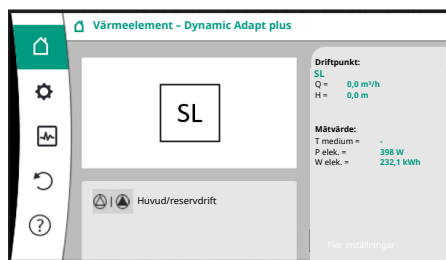 Värmeelement – Dynamic Adapt plus
SL
Huvud/reservdrift
Driftpunkt:
SL
Q = 0,0 m³/h
H = 0,0 m
Mätvärde:
T medium = -
P elek. = 398 W
W elek. = 232,1 kWh
Fler inställningar